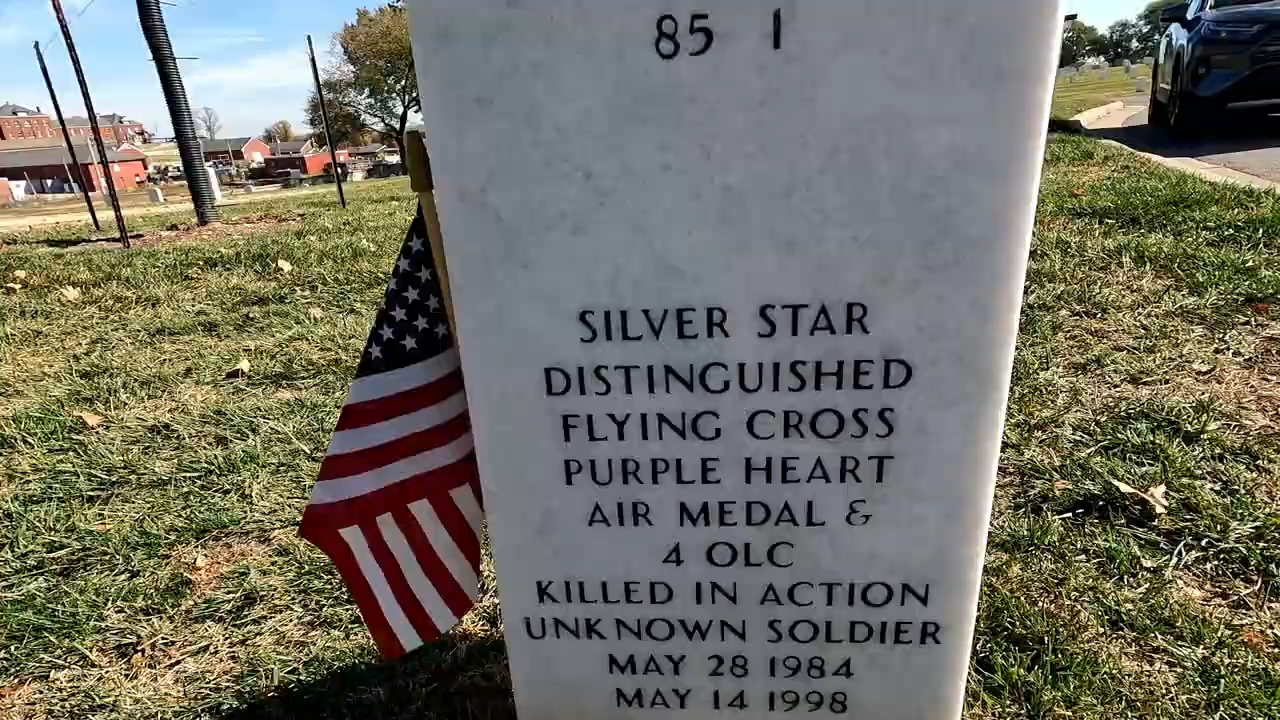 85 1
SILVER STAR
DISTINGUISHED
FLYING CROSS
PURPLE HEART
AIR MEDAL &
4 OLC
KILLED IN ACTION
UNKNOWN SOLDIER
MAY 28 1984
MAY 14 1998